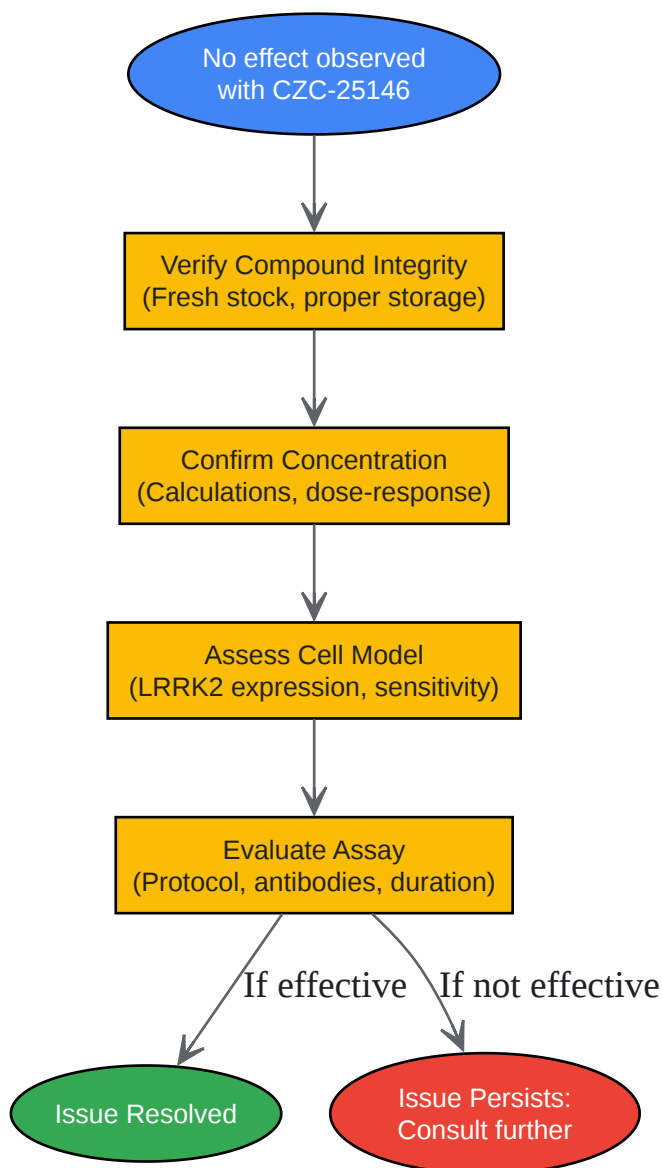 No effect observed
with CZC-25146
Verify Compound Integrity
(Fresh stock, proper storage)
Confirm Concentration
(Calculations, dose-response)
Assess Cell Model
(LRRK2 expression, sensitivity)
Evaluate Assay
(Protocol, antibodies, duration)
If effective
If not effective
Issue Resolved
Issue Persists:
Consult further